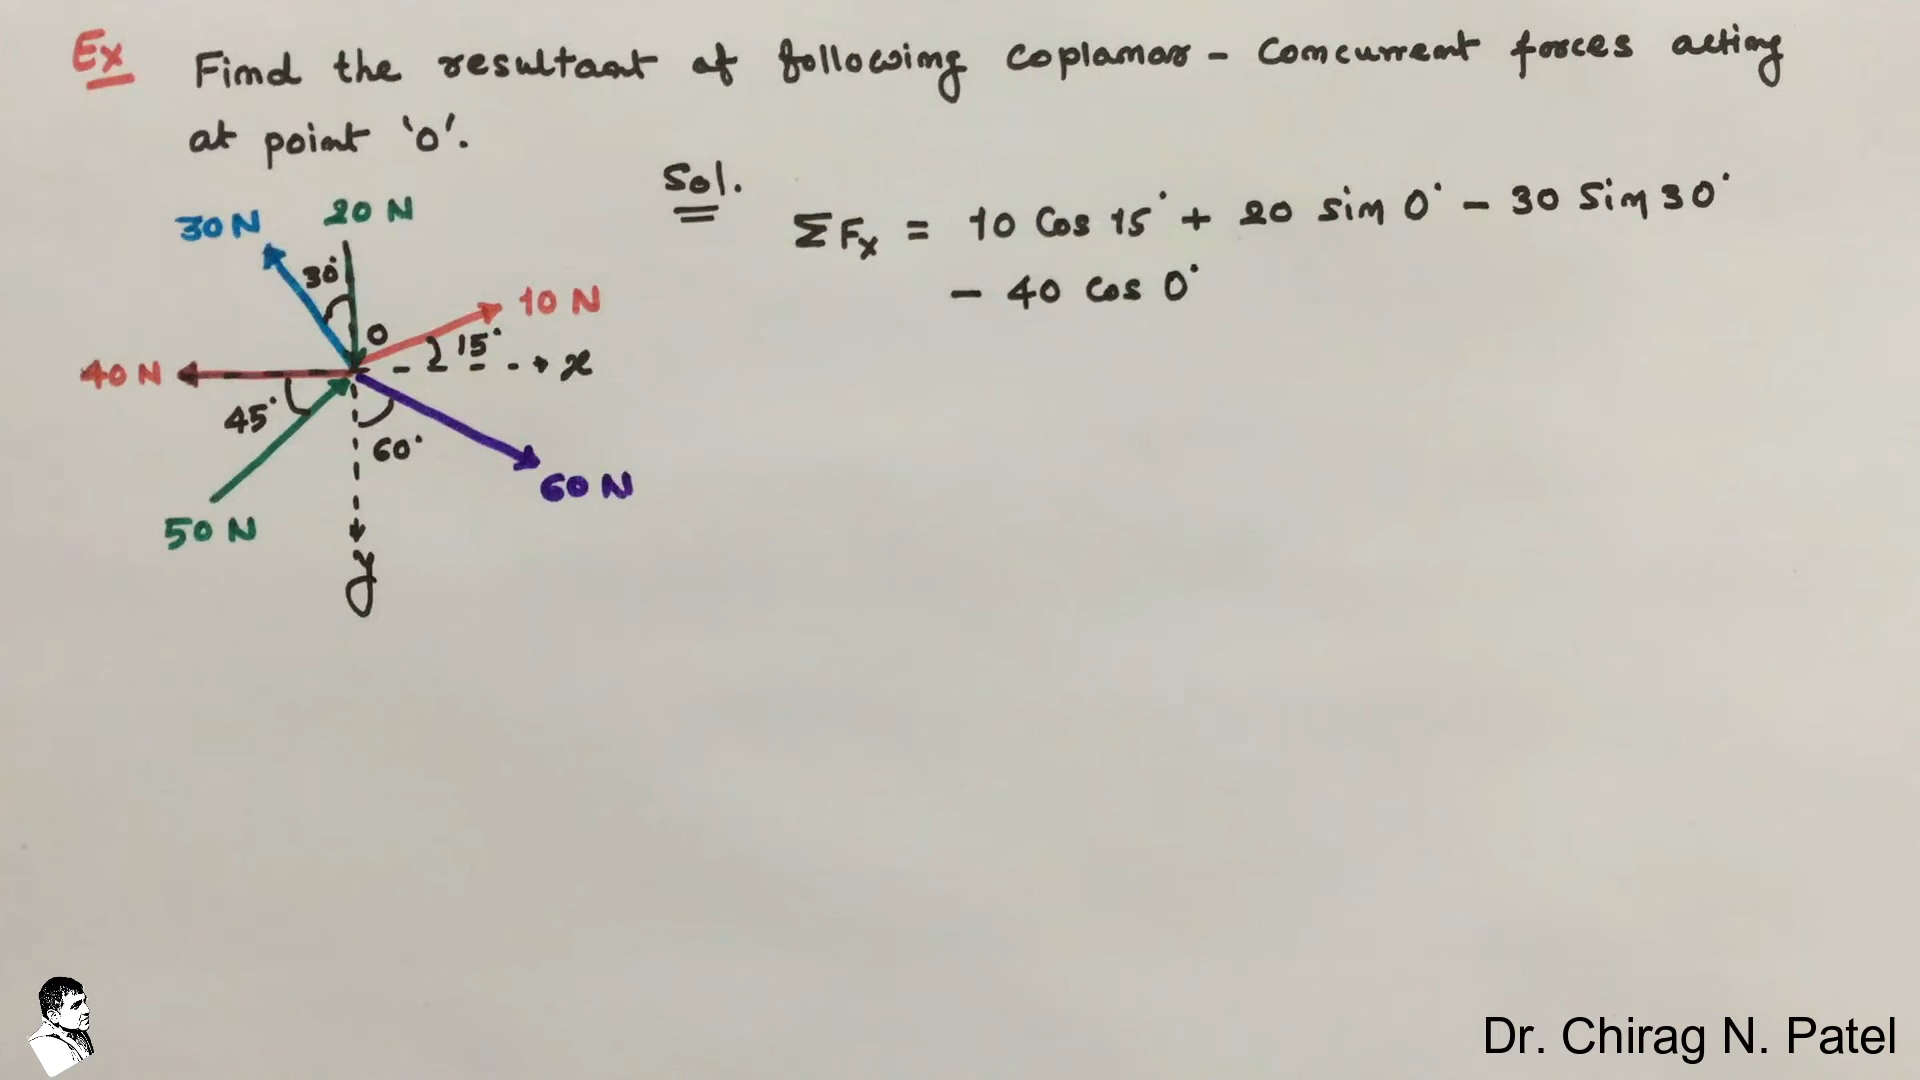 Ex Find the resultant of following coplanar - concurrent forces acting
at point 'O'.
Sol.
ΣFx = 10 cos 15° + 20 sin 0° - 30 sin 30°
- 40 cos 0°
30 N
20 N
30°
O
10 N
15°
x
40 N
45°
60°
60 N
50 N
y
Dr. Chirag N. Patel